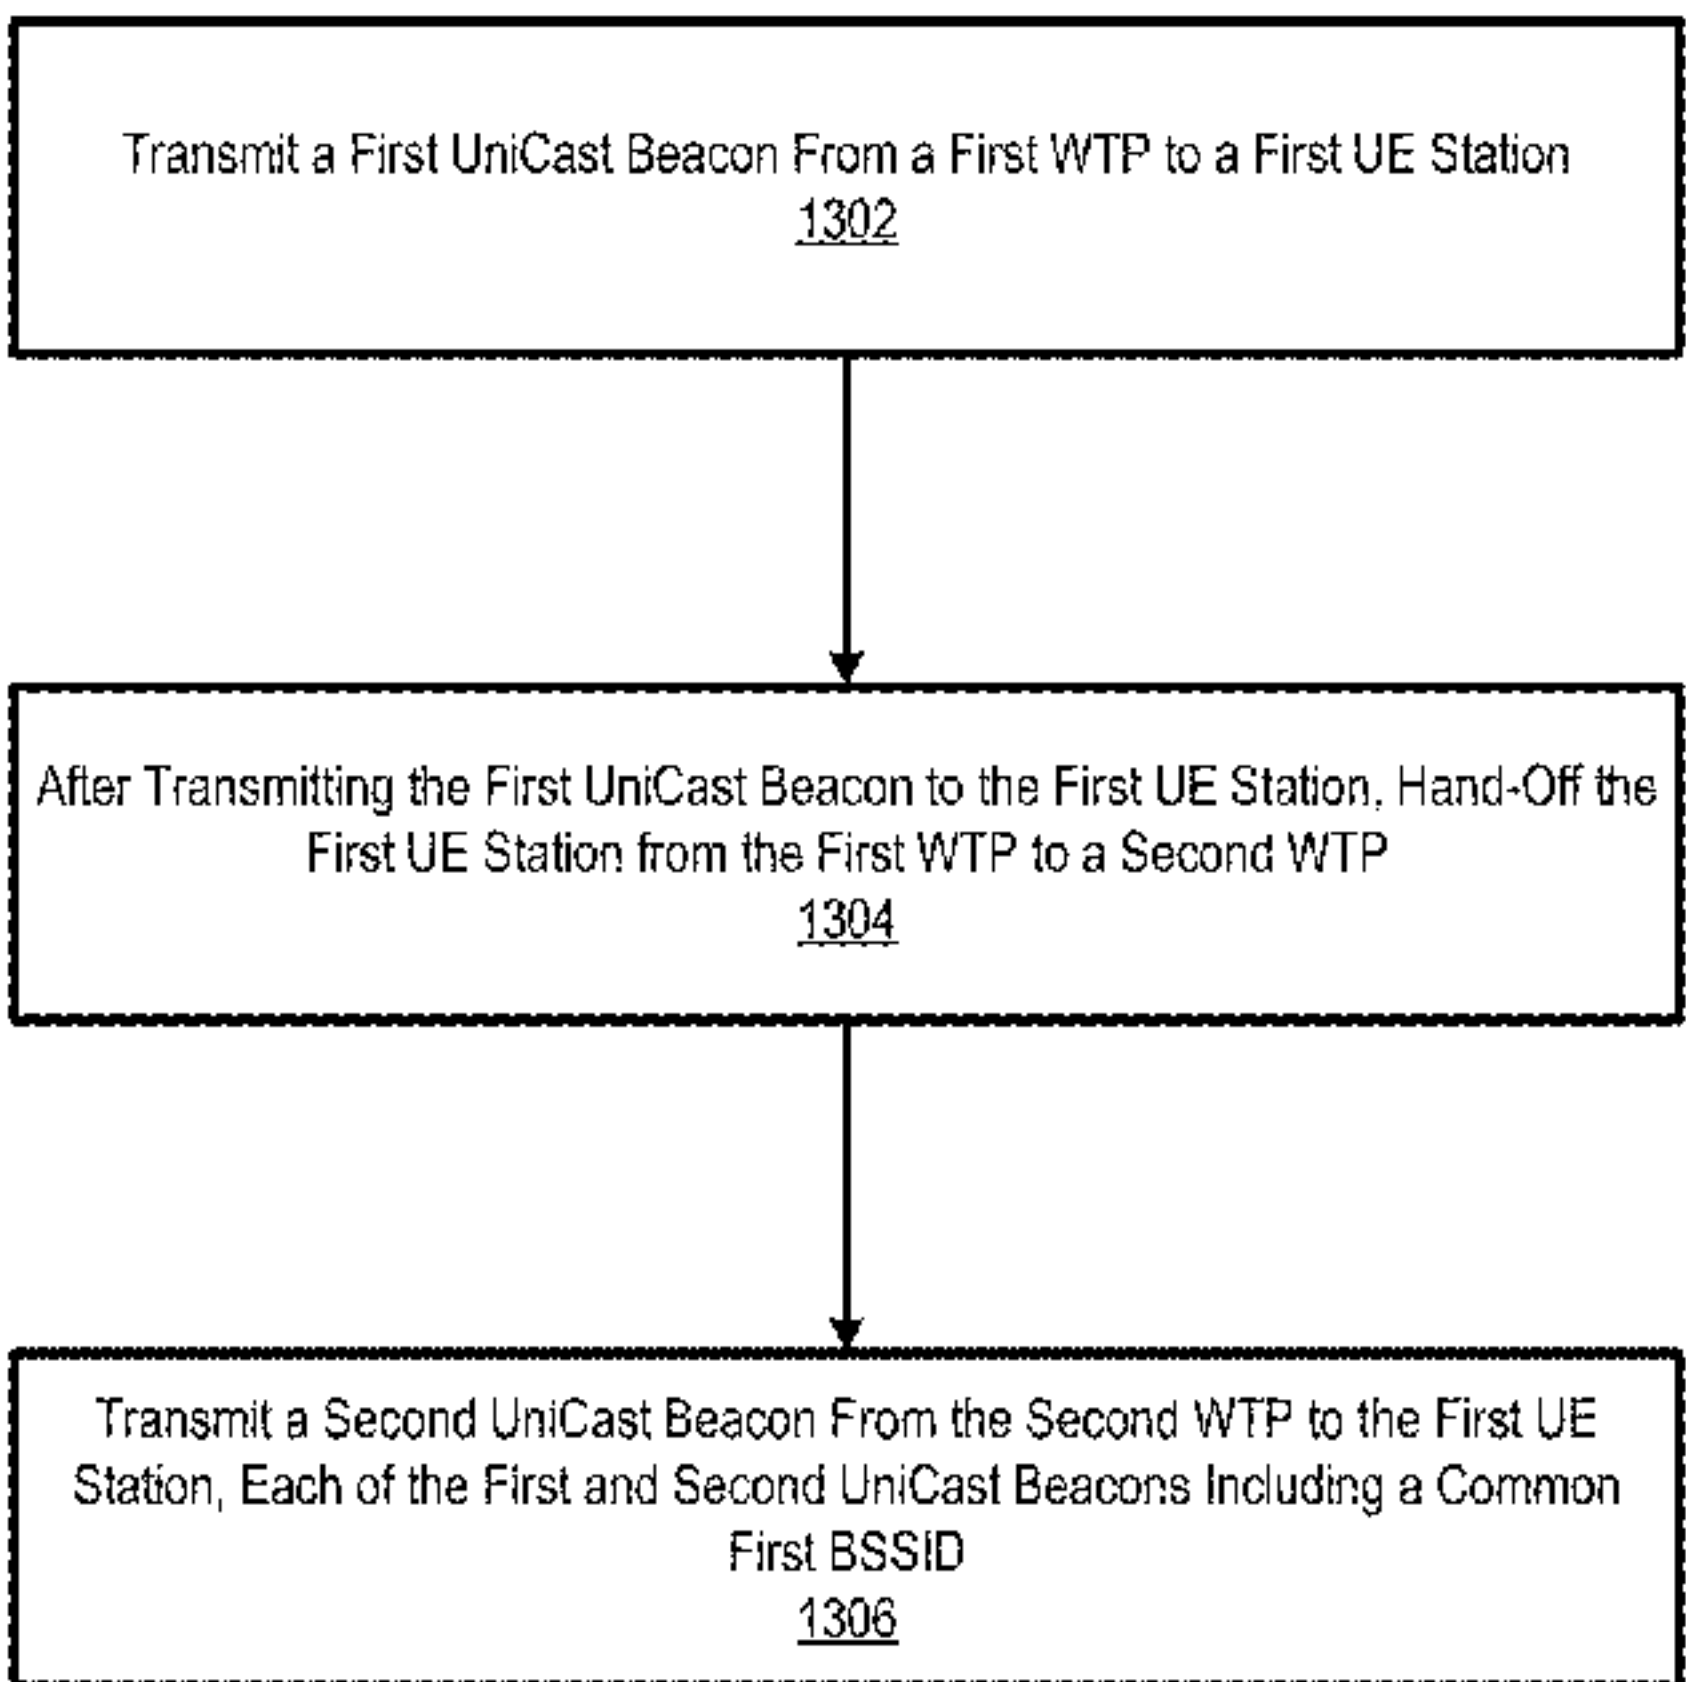 Transmit a First UniCast Beacon From a First WTP to a First UE Station
1302
After Transmitting the First UniCast Beacon to the First UE Station, Hand-Off the
First UE Station from the First WTP to a Second WTP
1304
Transmit a Second UniCast Beacon From the Second WTP to the First UE
Station, Each of the First and Second UniCast Beacons Including a Common
First BSSID
1306